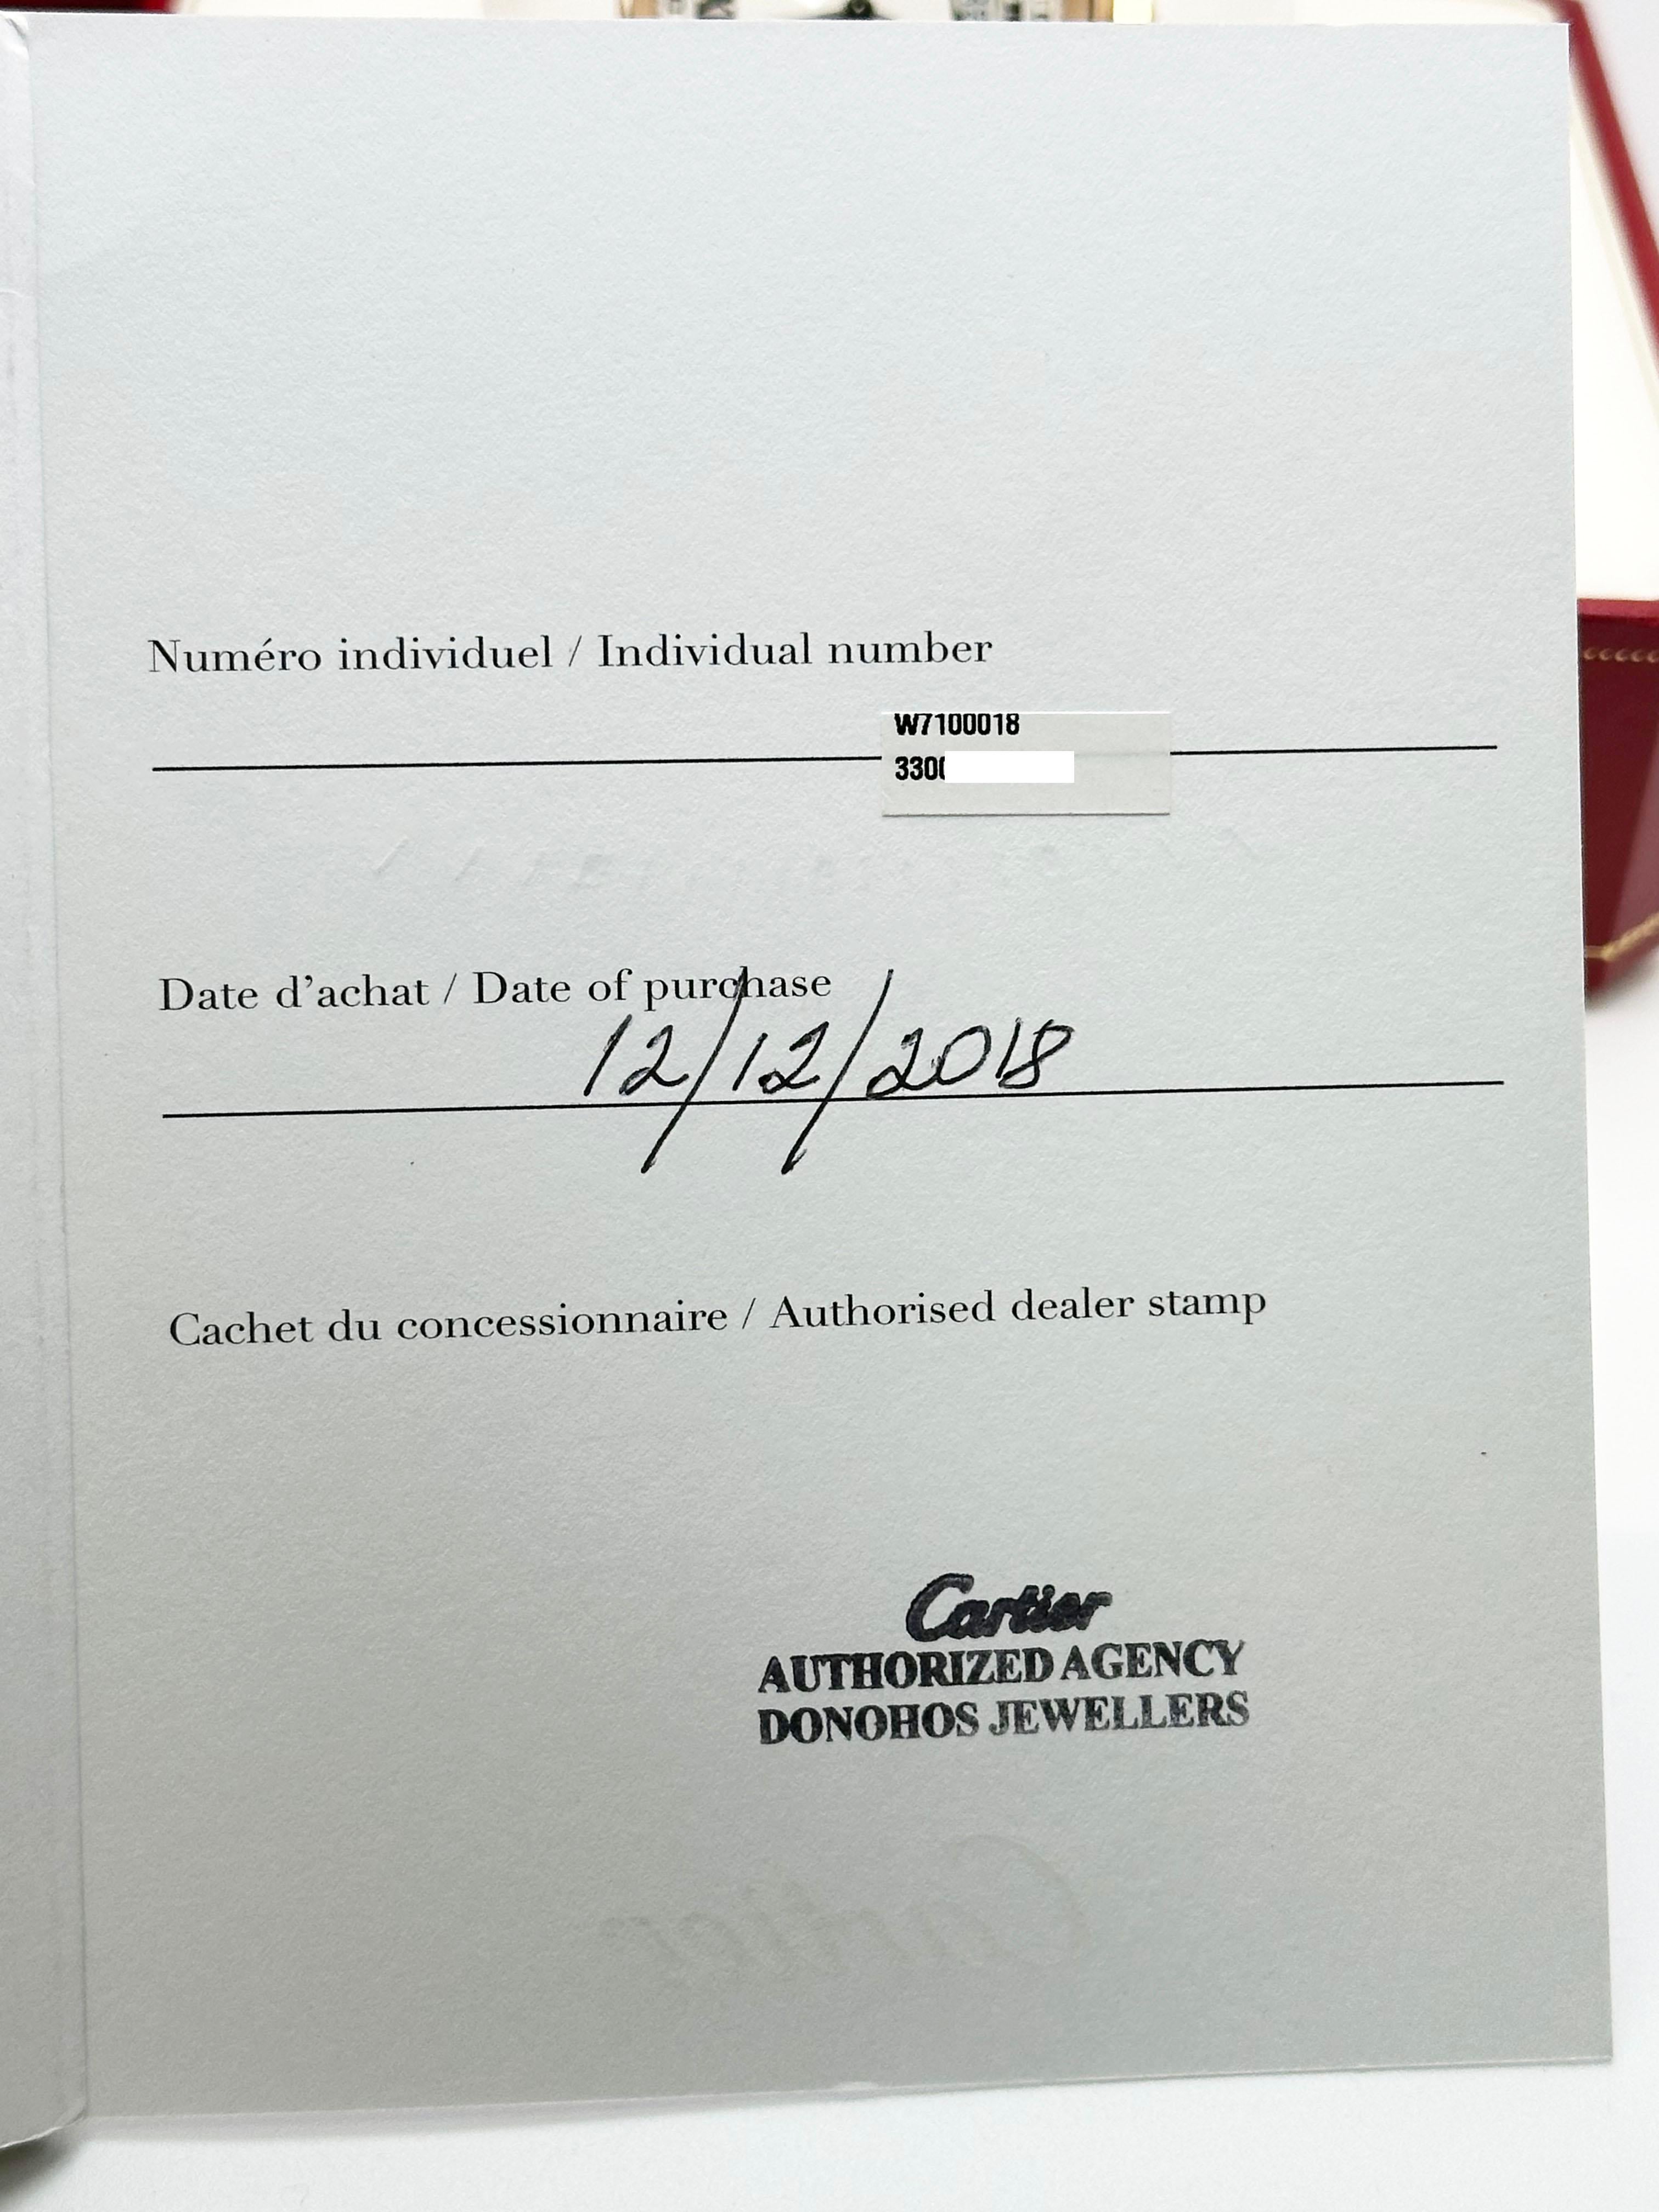 Numéro individuel / Individual number
W7100018
330
Date d'achat / Date of purchase
12/12/2018
Cachet du concessionnaire / Authorised dealer stamp
Cartier
AUTHORIZED AGENCY
DONOHOS JEWELLERS
Cartier